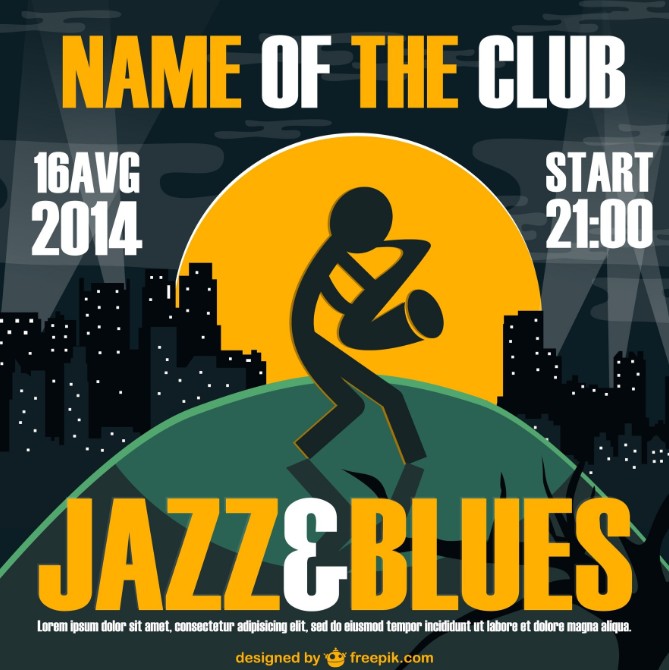 NAME OF THE CLUB
16AVG
2014
START
21:00
JAZZ&BLUES
Lorem ipsum dolor sit amet, consectetur adipisicing elit, sed do eiusmod tempor incididunt ut labore et dolore magna aliqua.
designed by freepik.com